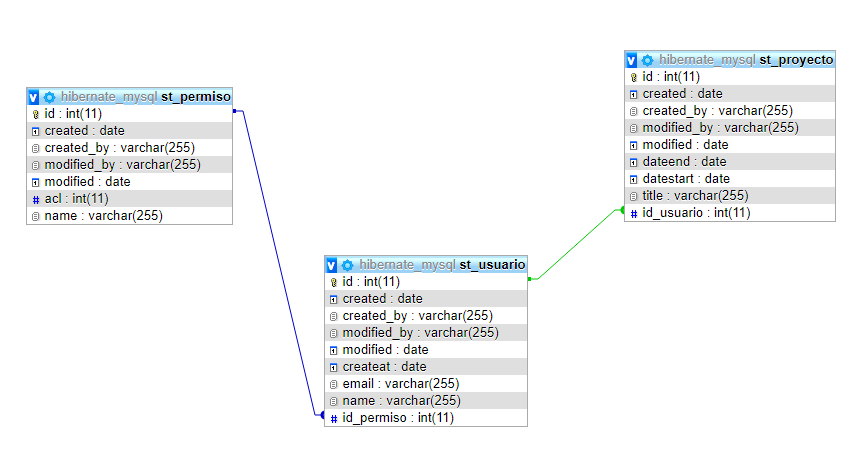 hibernate_mysql st_permiso
id : int(11)
created : date
created_by : varchar(255)
modified_by : varchar(255)
modified : date
acl : int(11)
name : varchar(255)
hibernate_mysql st_usuario
id : int(11)
created : date
created_by : varchar(255)
modified_by : varchar(255)
modified : date
createat : date
email : varchar(255)
name : varchar(255)
id_permiso : int(11)
hibernate_mysql st_proyecto
id : int(11)
created : date
created_by : varchar(255)
modified_by : varchar(255)
modified : date
dateend : date
datestart : date
title : varchar(255)
id_usuario : int(11)